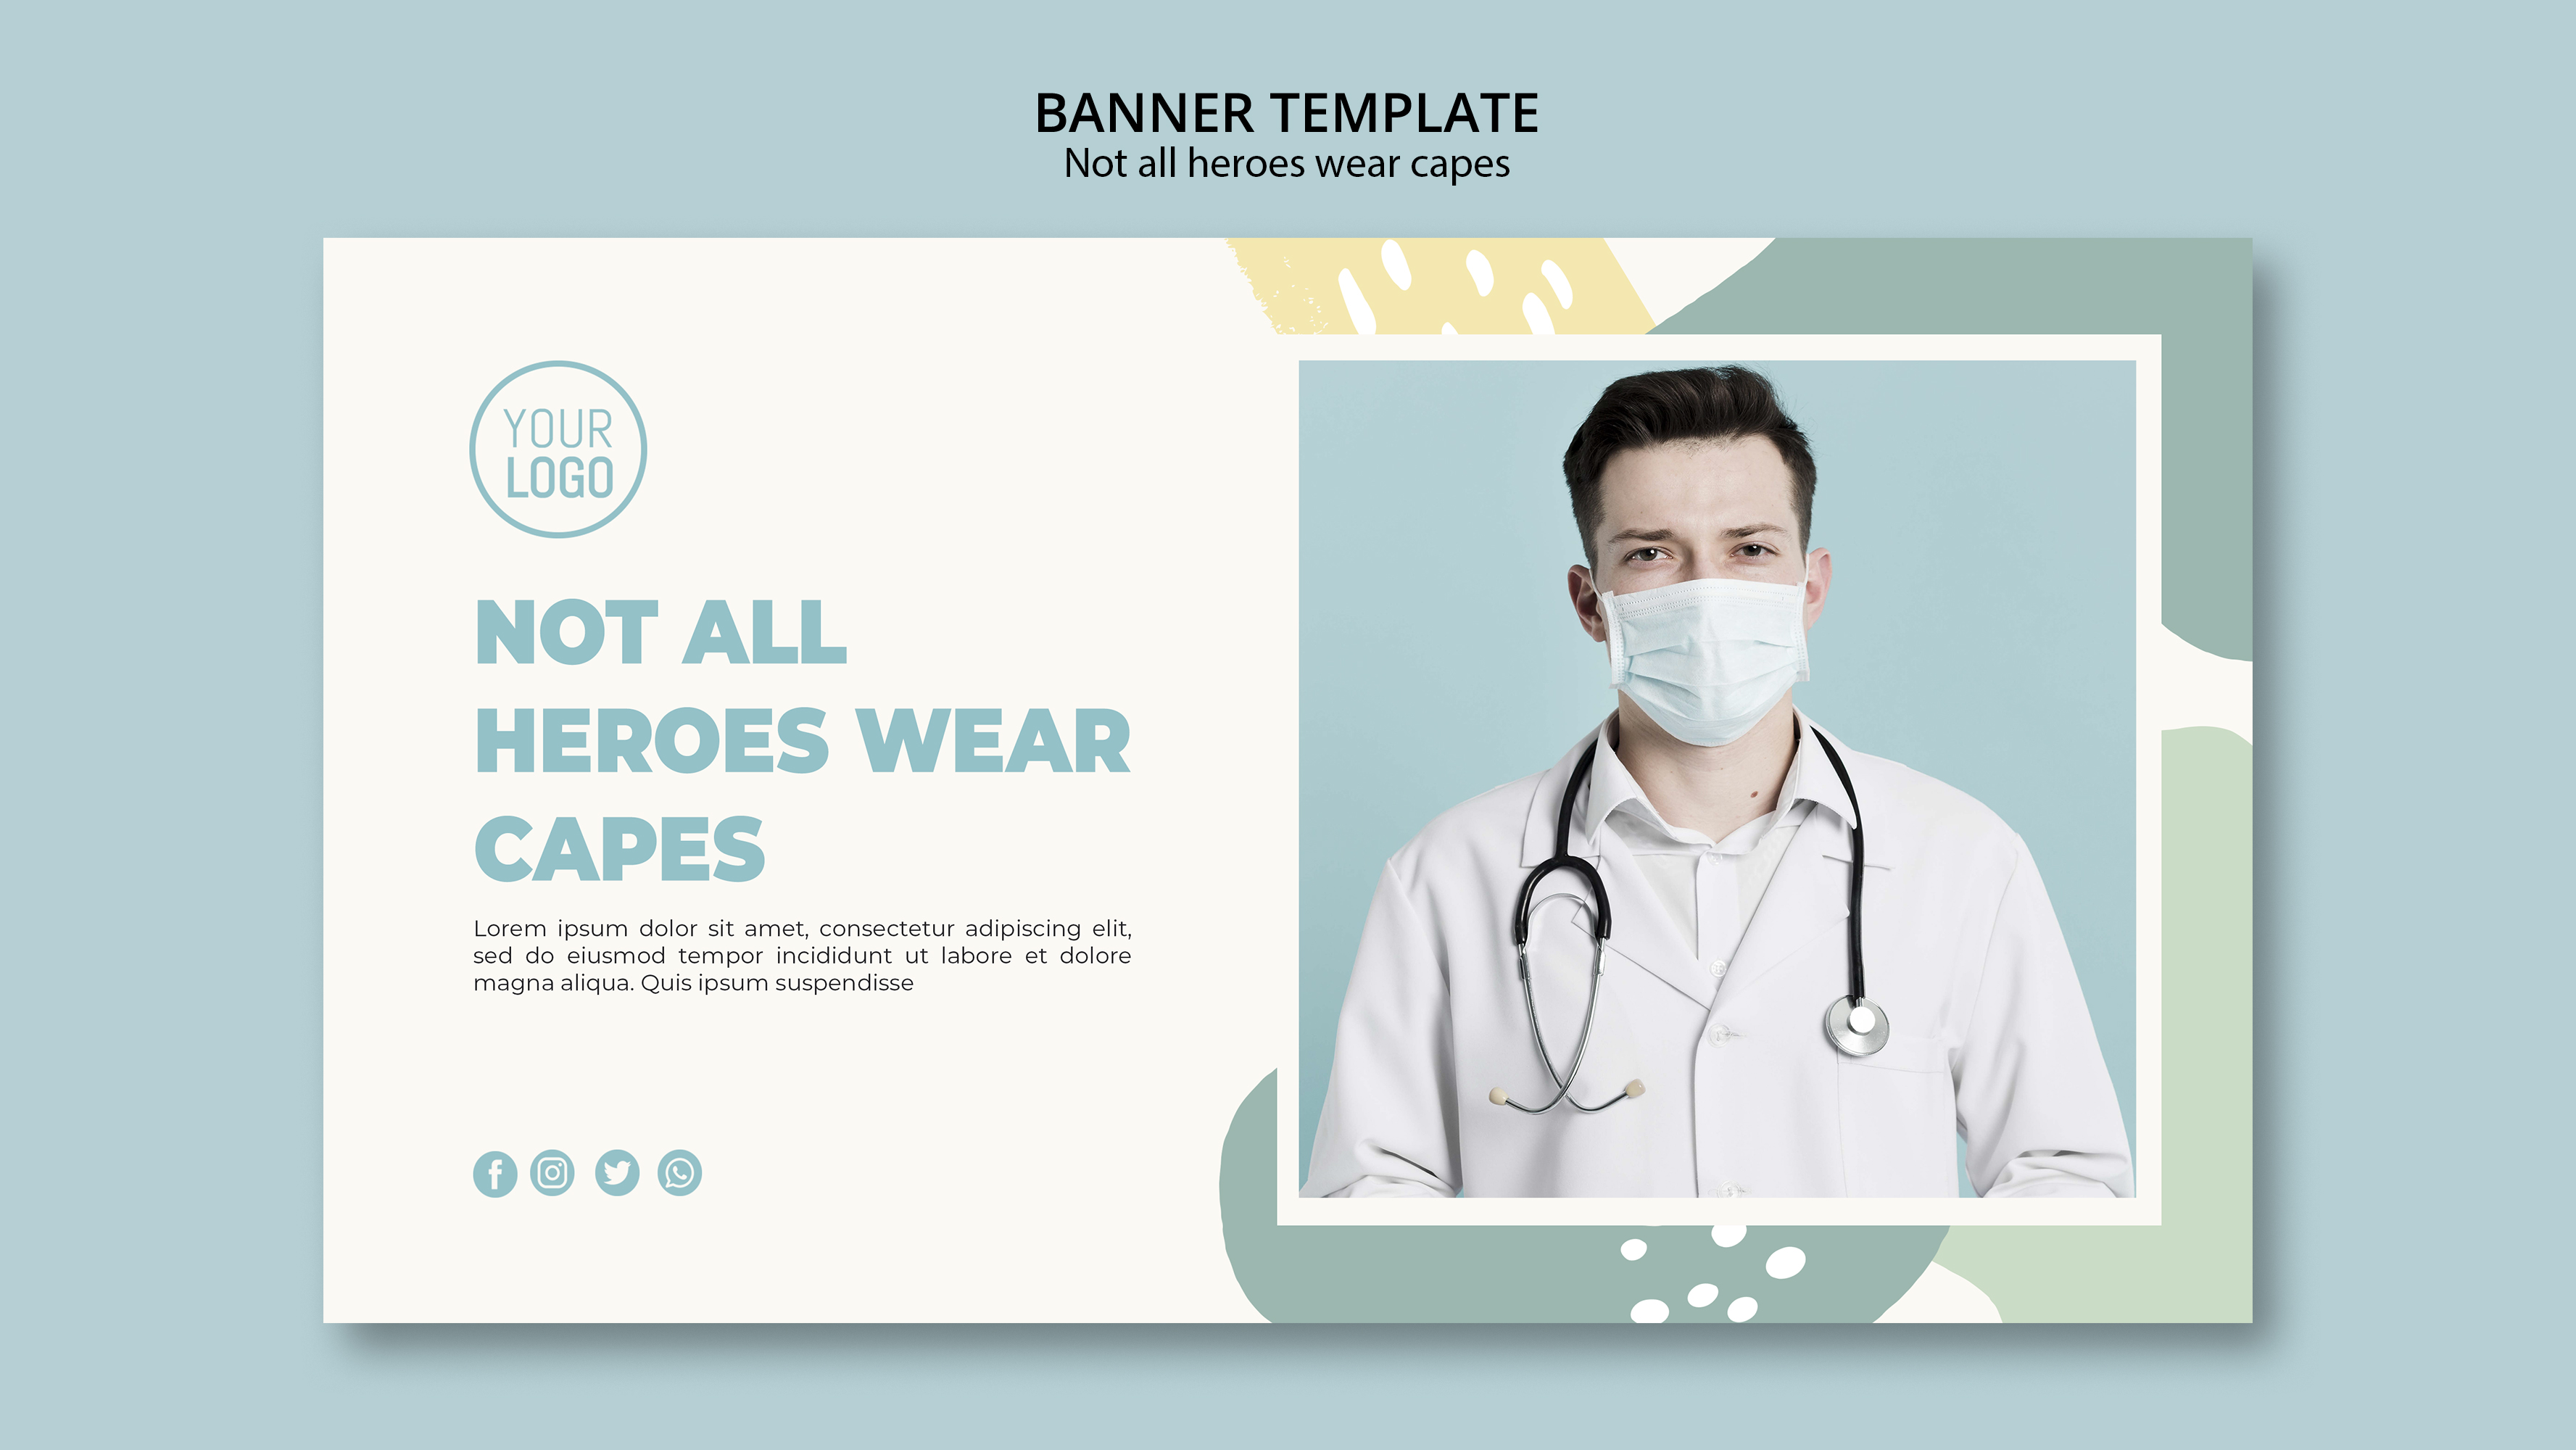 BANNER TEMPLATE
Not all heroes wear capes
YOUR
LOGO
NOT ALL
HEROES WEAR
CAPES
Lorem ipsum dolor sit amet, consectetur adipiscing elit,
sed do eiusmod tempor incididunt ut labore et dolore
magna aliqua. Quis ipsum suspendisse